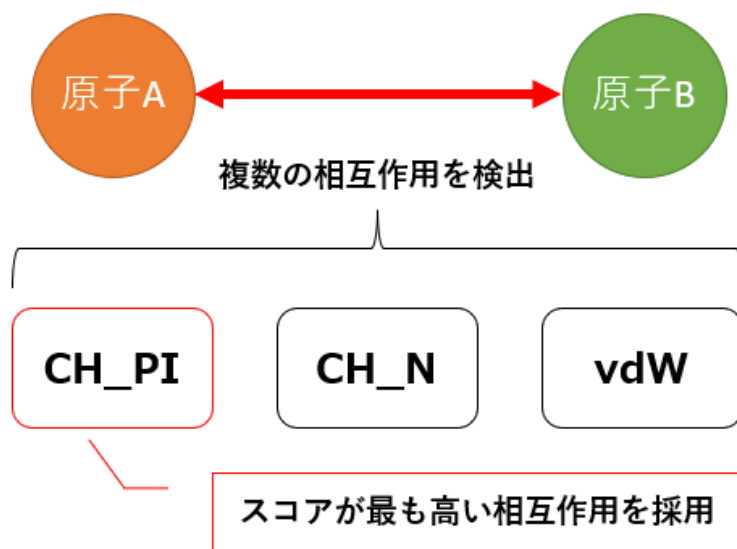 原子A
原子B
複数の相互作用を検出
CH_PI
CH_N
vdW
スコアが最も高い相互作用を採用